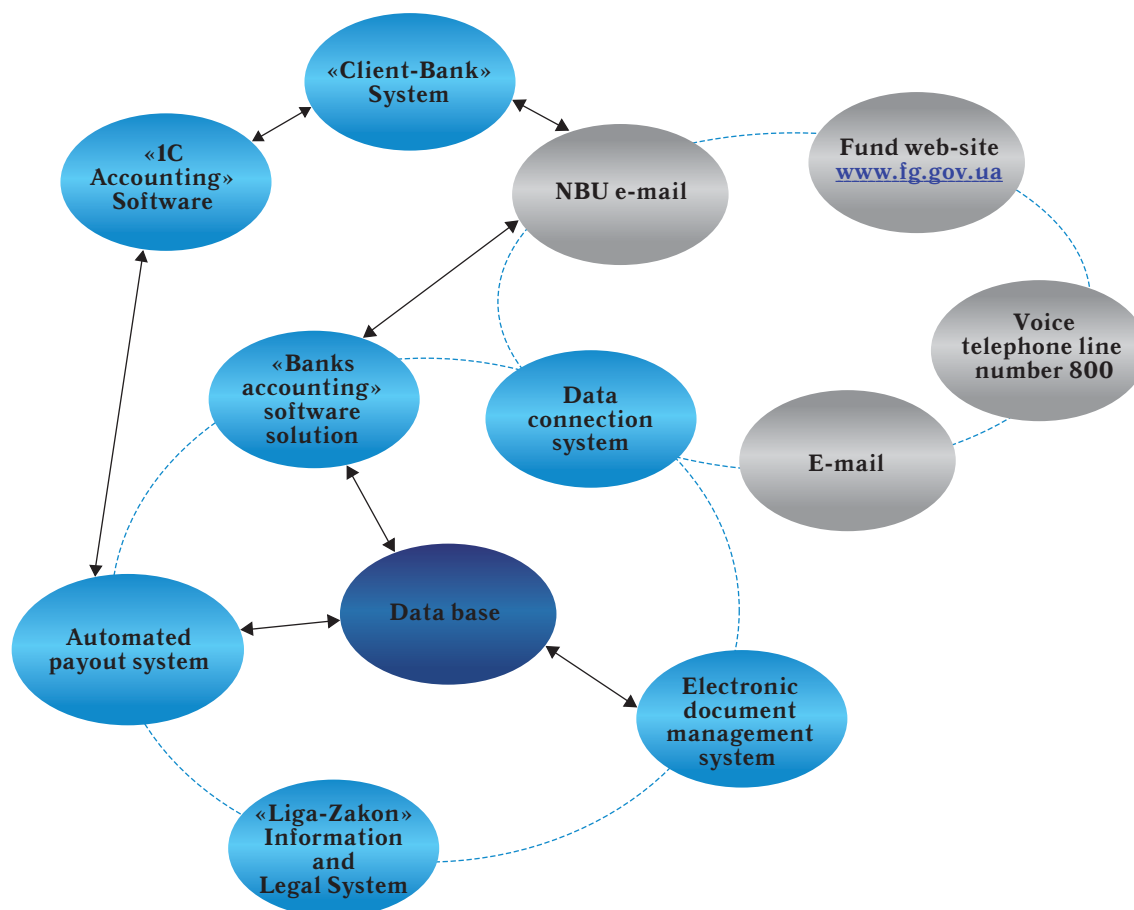 «Client-Bank»
System
«1C
Accounting»
Software
NBU e-mail
Fund web-site
www.fg.gov.ua
Voice
telephone line
number 800
«Banks
accounting»
software
solution
Data
connection
system
E-mail
Data base
Automated
payout system
Electronic
document
management
system
«Liga-Zakon»
Information
and
Legal System